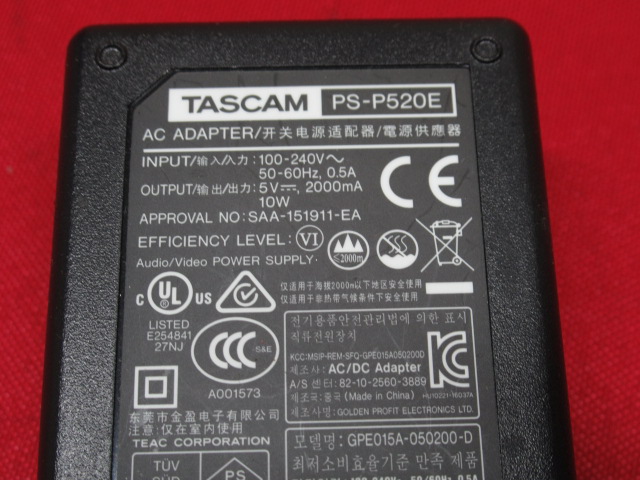 TASCAM PS-P520E
AC ADAPTER/开关电源适配器/電源供應器
INPUT/输入/入力: 100-240V～
50-60Hz, 0.5A
OUTPUT/输出/出力: 5V⎓, 2000mA
10W
APPROVAL NO: SAA-151911-EA
EFFICIENCY LEVEL: VI
Audio/Video POWER SUPPLY
≤2000m
CE
仅适用于海拔2000m以下地区安全使用
仅适用于非热带气候条件下安全使用
c UL US
LISTED
E254841
27NJ
CCC S&E
A001573
전기용품안전관리법에 의한 표시
직류전원장치
KCC:MSIP-REM-SFQ-GPE015A050200D
제조사: AC/DC Adapter
A/S 센터: 82-10-2560-3889
제조국: 중국 (Made in China)
제조사명: GOLDEN PROFIT ELECTRONICS LTD.
KC
HU10221-16037A
东莞市金盈电子有限公司
注意: 仅在室内使用
TEAC CORPORATION
모델명: GPE015A-050200-D
최저소비효율기준 만족 제품
TÜV
SÜD
PS